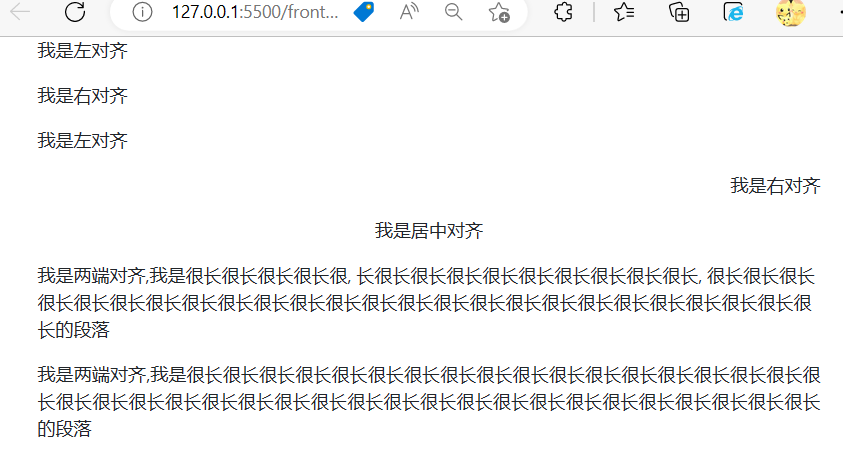 127.0.0.1:5500/front...
我是左对齐
我是右对齐
我是左对齐
我是右对齐
我是居中对齐
我是两端对齐,我是很长很长很长很长很, 长很长很长很长很长很长很长很长很长很长, 很长很长很长
很长很长很长很长很长很长很长很长很长很长很长很长很长很长很长很长很长很长很长很长很长很
长的段落
我是两端对齐,我是很长很长很长很长很长很长很长很长很长很长很长很长很长很长很长很长很长很
长很长很长很长很长很长很长很长很长很长很长很长很长很长很长很长很长很长很长很长很长很长
的段落